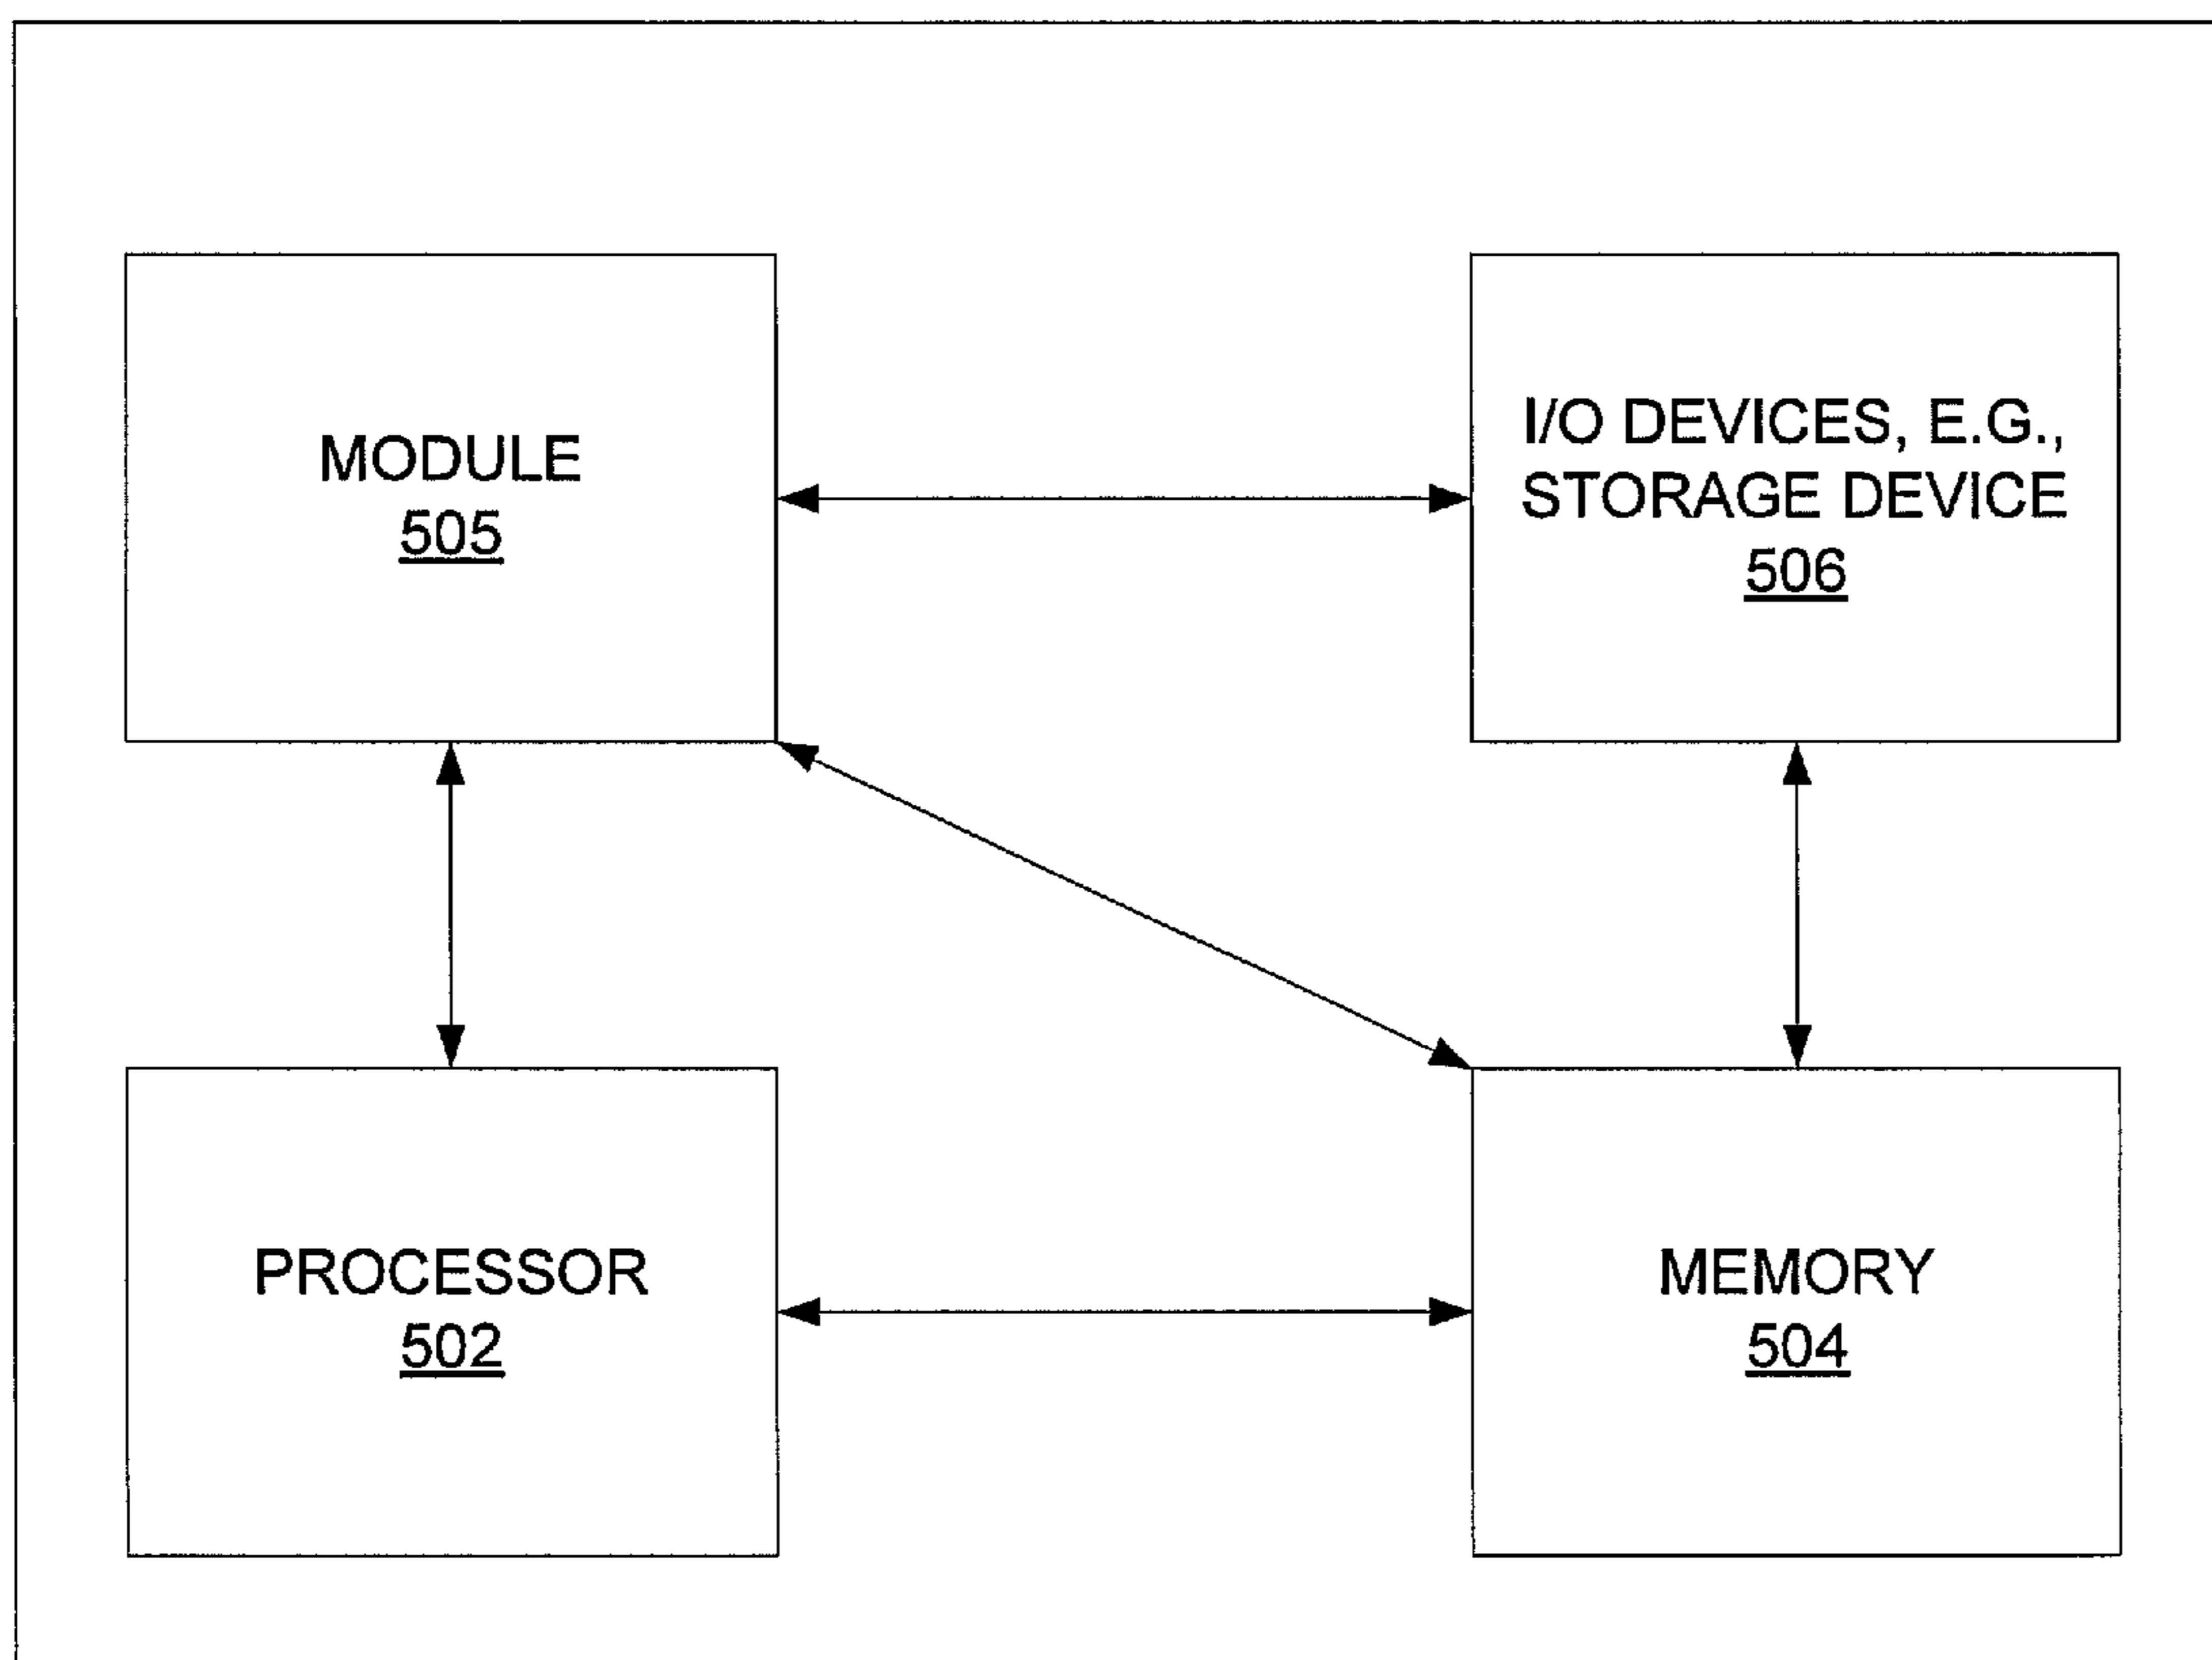 MODULE
505
I/O DEVICES, E.G.,
STORAGE DEVICE
506
PROCESSOR
502
MEMORY
504